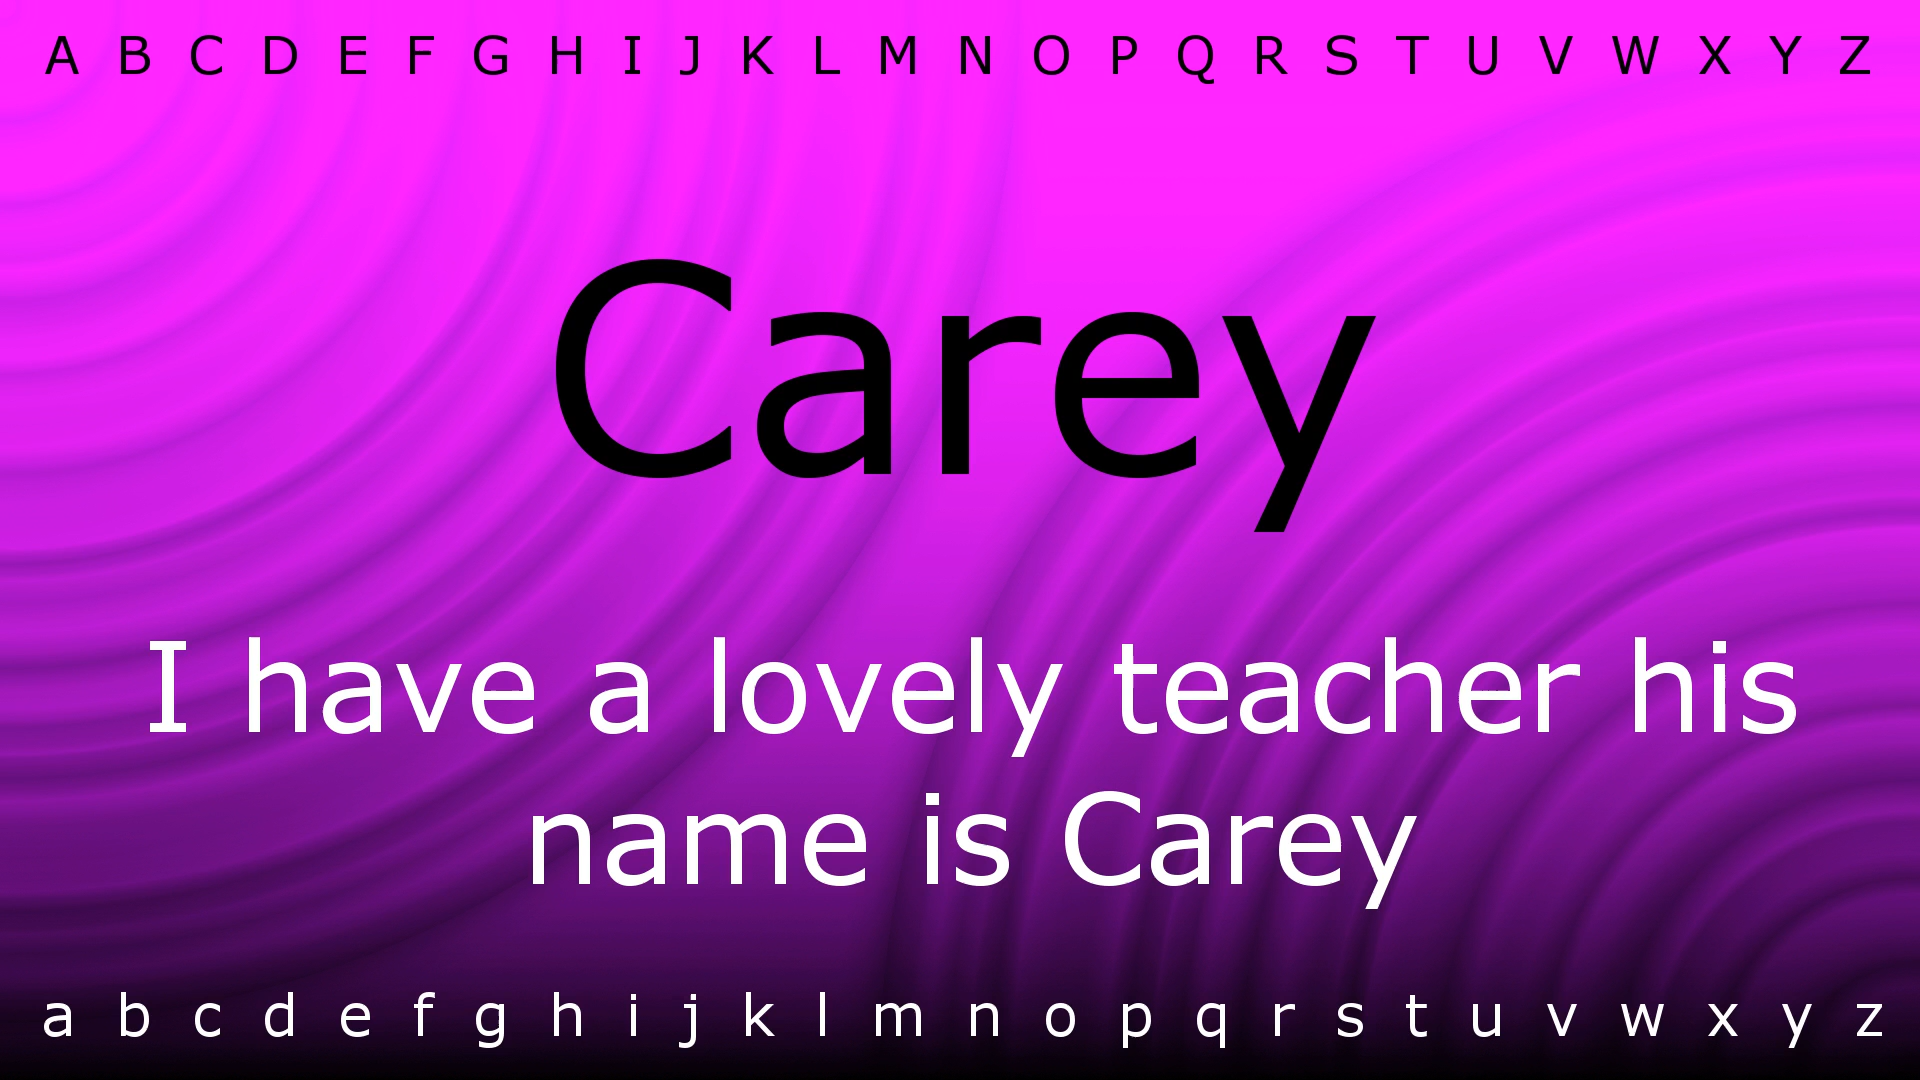 A B C D E F G H I J K L M N O P Q R S T U V W X Y Z
Carey
I have a lovely teacher his
name is Carey
a b c d e f g h i j k l m n o p q r s t u v w x y z